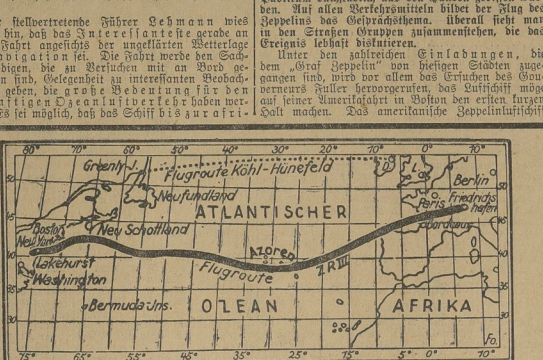 r stellvertretende Führer Lehmann wies
hin, daß das Interessanteste gerade an
Fahrt angesichts der ungeklärten Wetterlage
vigation sei. Die Fahrt werde den Sach-
digen, die zu Versuchen mit an Bord ge-
n sind, Gelegenheit zu interessanten Beobach-
geben, die große Bedeutung für den
ftigen Ozeanluftverkehr haben wer-
Es sei möglich, daß das Schiff bis zur afri-
den. Auf allen Verkehrsmitteln bildet der Flug des
Zeppelins das Gesprächsthema. Überall sieht man
in den Straßen Gruppen zusammenstehen, die das
Ereignis lebhaft diskutieren.
Unter den zahlreichen Einladungen, die
dem „Graf Zeppelin" von hiesigen Städten zuge-
gangen sind, wird vor allem das Ersuchen des Gou-
verneurs Fuller hervorgerufen, das Luftschiff möge
auf seiner Amerikafahrt in Boston den ersten kurzen
Halt machen. Das amerikanische Zeppelinluftschiff
80° 70° 60° 50° 40° 30° 20° 10° 0° 10°
Greenly-I. Flugroute Köhl-Hünefeld
Neufundland
Berlin
ATLANTISCHER
Paris Friedrichs
hafen
Boston
New York
Neu Schottland
Bordeaux
Azoren
Lakehurst
Washington
Flugroute ZR III
Bermuda-Jns.
OZEAN AFRIKA
Fo.
75° 65° 55° 45° 35° 25° 15° 5° 0° 10°